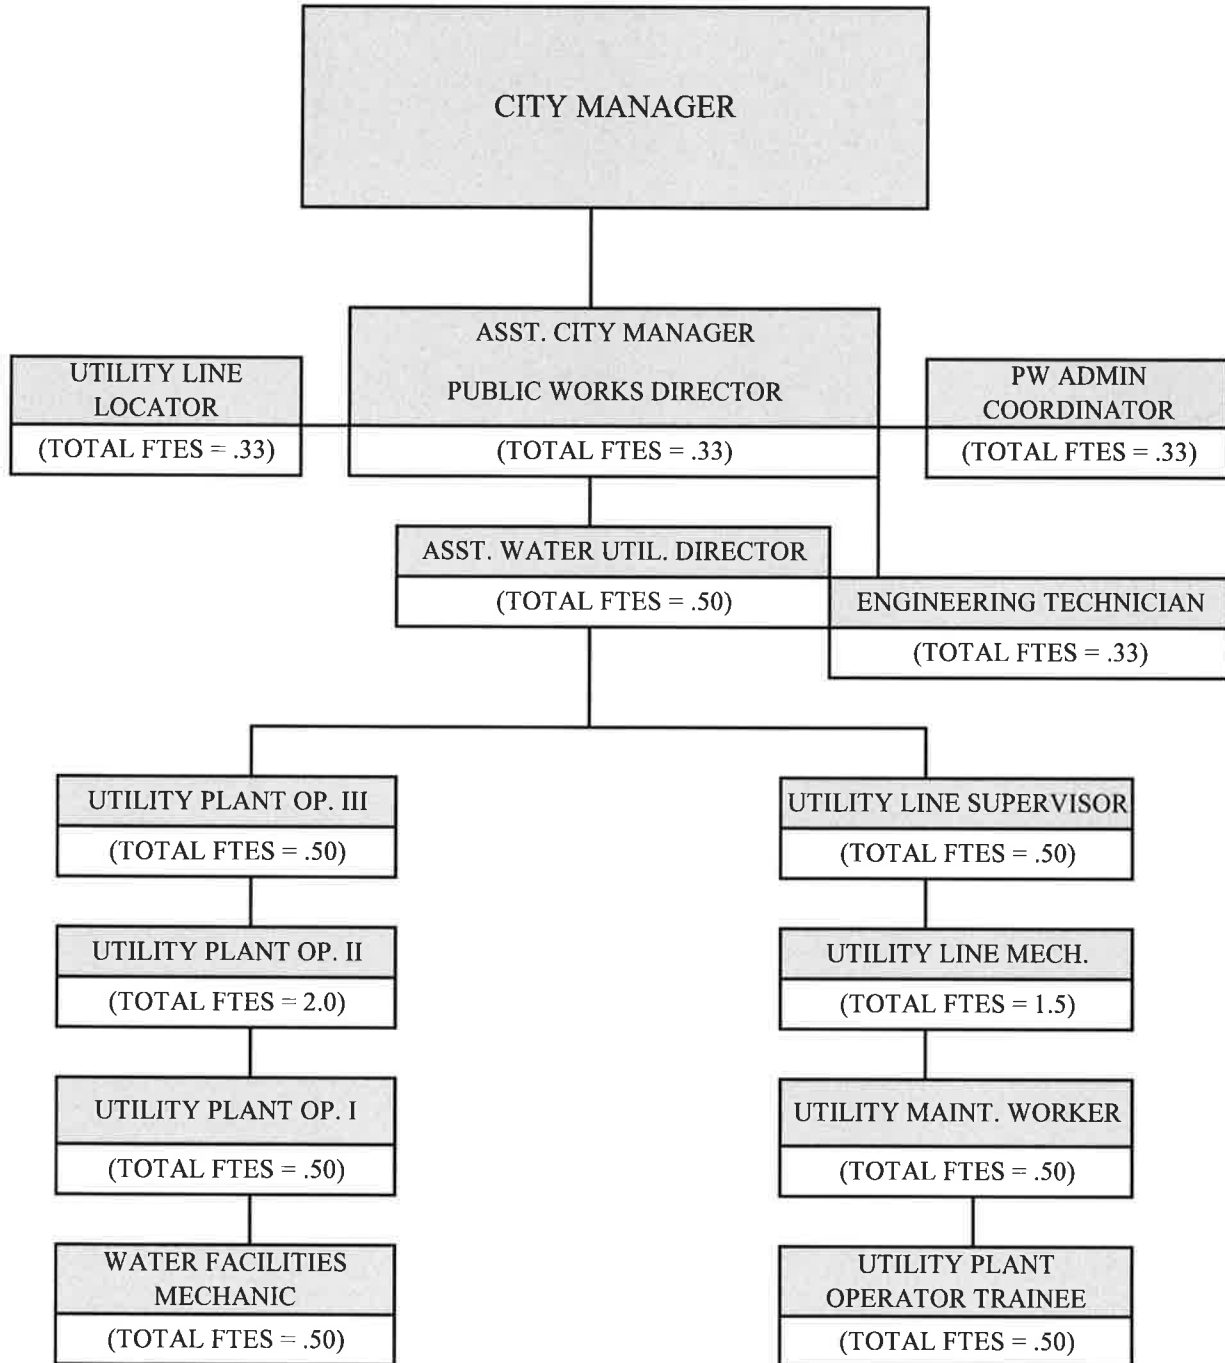 CITY MANAGER
ASST. CITY MANAGER
PUBLIC WORKS DIRECTOR
(TOTAL FTES = .33)
UTILITY LINE
LOCATOR
(TOTAL FTES = .33)
PW ADMIN
COORDINATOR
(TOTAL FTES = .33)
ASST. WATER UTIL. DIRECTOR
(TOTAL FTES = .50)
ENGINEERING TECHNICIAN
(TOTAL FTES = .33)
UTILITY PLANT OP. III
(TOTAL FTES = .50)
UTILITY PLANT OP. II
(TOTAL FTES = 2.0)
UTILITY PLANT OP. I
(TOTAL FTES = .50)
WATER FACILITIES
MECHANIC
(TOTAL FTES = .50)
UTILITY LINE SUPERVISOR
(TOTAL FTES = .50)
UTILITY LINE MECH.
(TOTAL FTES = 1.5)
UTILITY MAINT. WORKER
(TOTAL FTES = .50)
UTILITY PLANT
OPERATOR TRAINEE
(TOTAL FTES = .50)